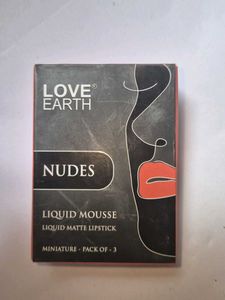 LOVE®
EARTH
NUDES
LIQUID MOUSSE
LIQUID MATTE LIPSTICK
MINIATURE - PACK OF - 3